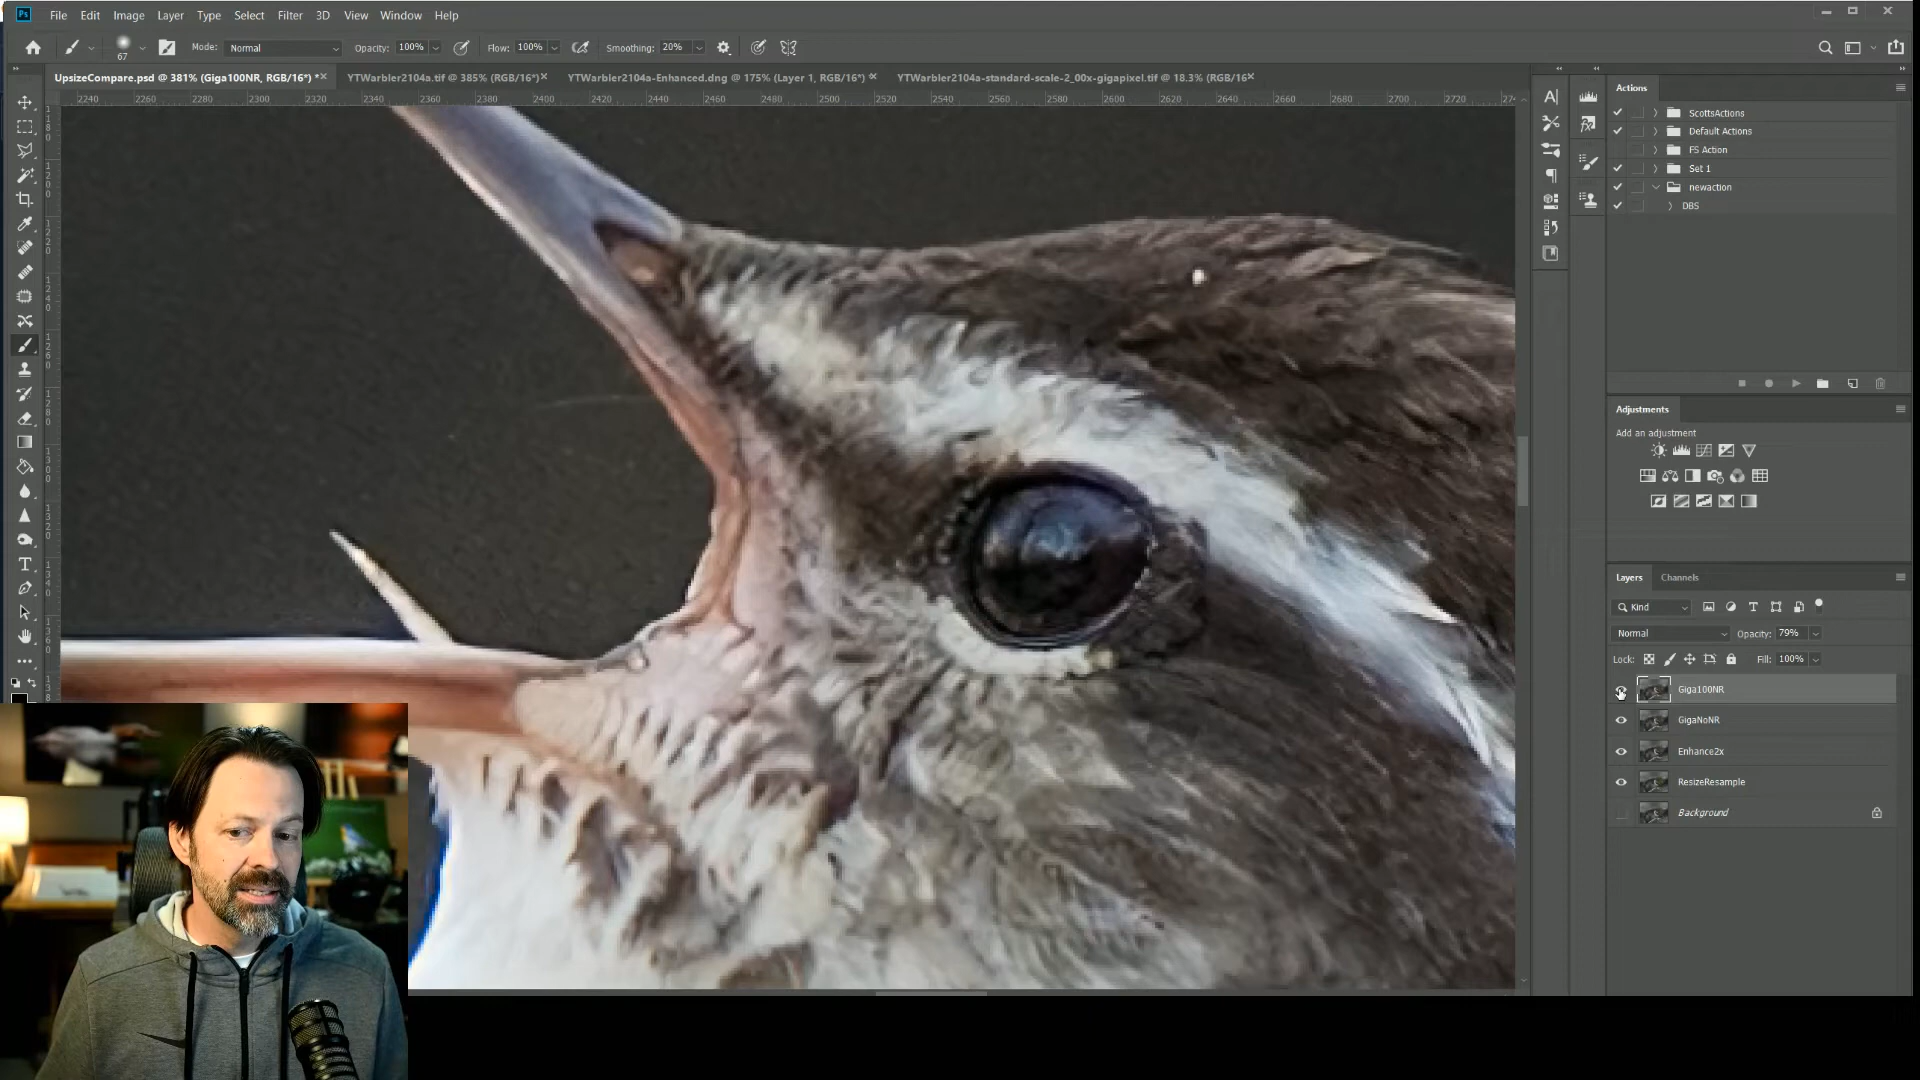 Ps File Edit Image Layer Type Select Filter 3D View Window Help
67 Mode: Normal Opacity: 100% Flow: 100% Smoothing: 20%
UpsizeCompare.psd @ 381% (Giga100NR, RGB/16*) * YTWarbler2104a.tif @ 385% (RGB/16*) YTWarbler2104a-Enhanced.dng @ 175% (Layer 1, RGB/16*) * YTWarbler2104a-standard-scale-2_00x-gigapixel.tif @ 18.3% (RGB/16*
2240 2260 2280 2300 2320 2340 2360 2380 2400 2420 2440 2460 2480 2500 2520 2540 2560 2580 2600 2620 2640 2660 2680 2700 2720
Actions
ScottsActions
Default Actions
FS Action
Set 1
newaction
DBS
Adjustments
Add an adjustment
Layers Channels
Kind
Normal Opacity: 79%
Lock: Fill: 100%
Giga100NR
GigaNoNR
Enhance2x
ResizeResample
Background